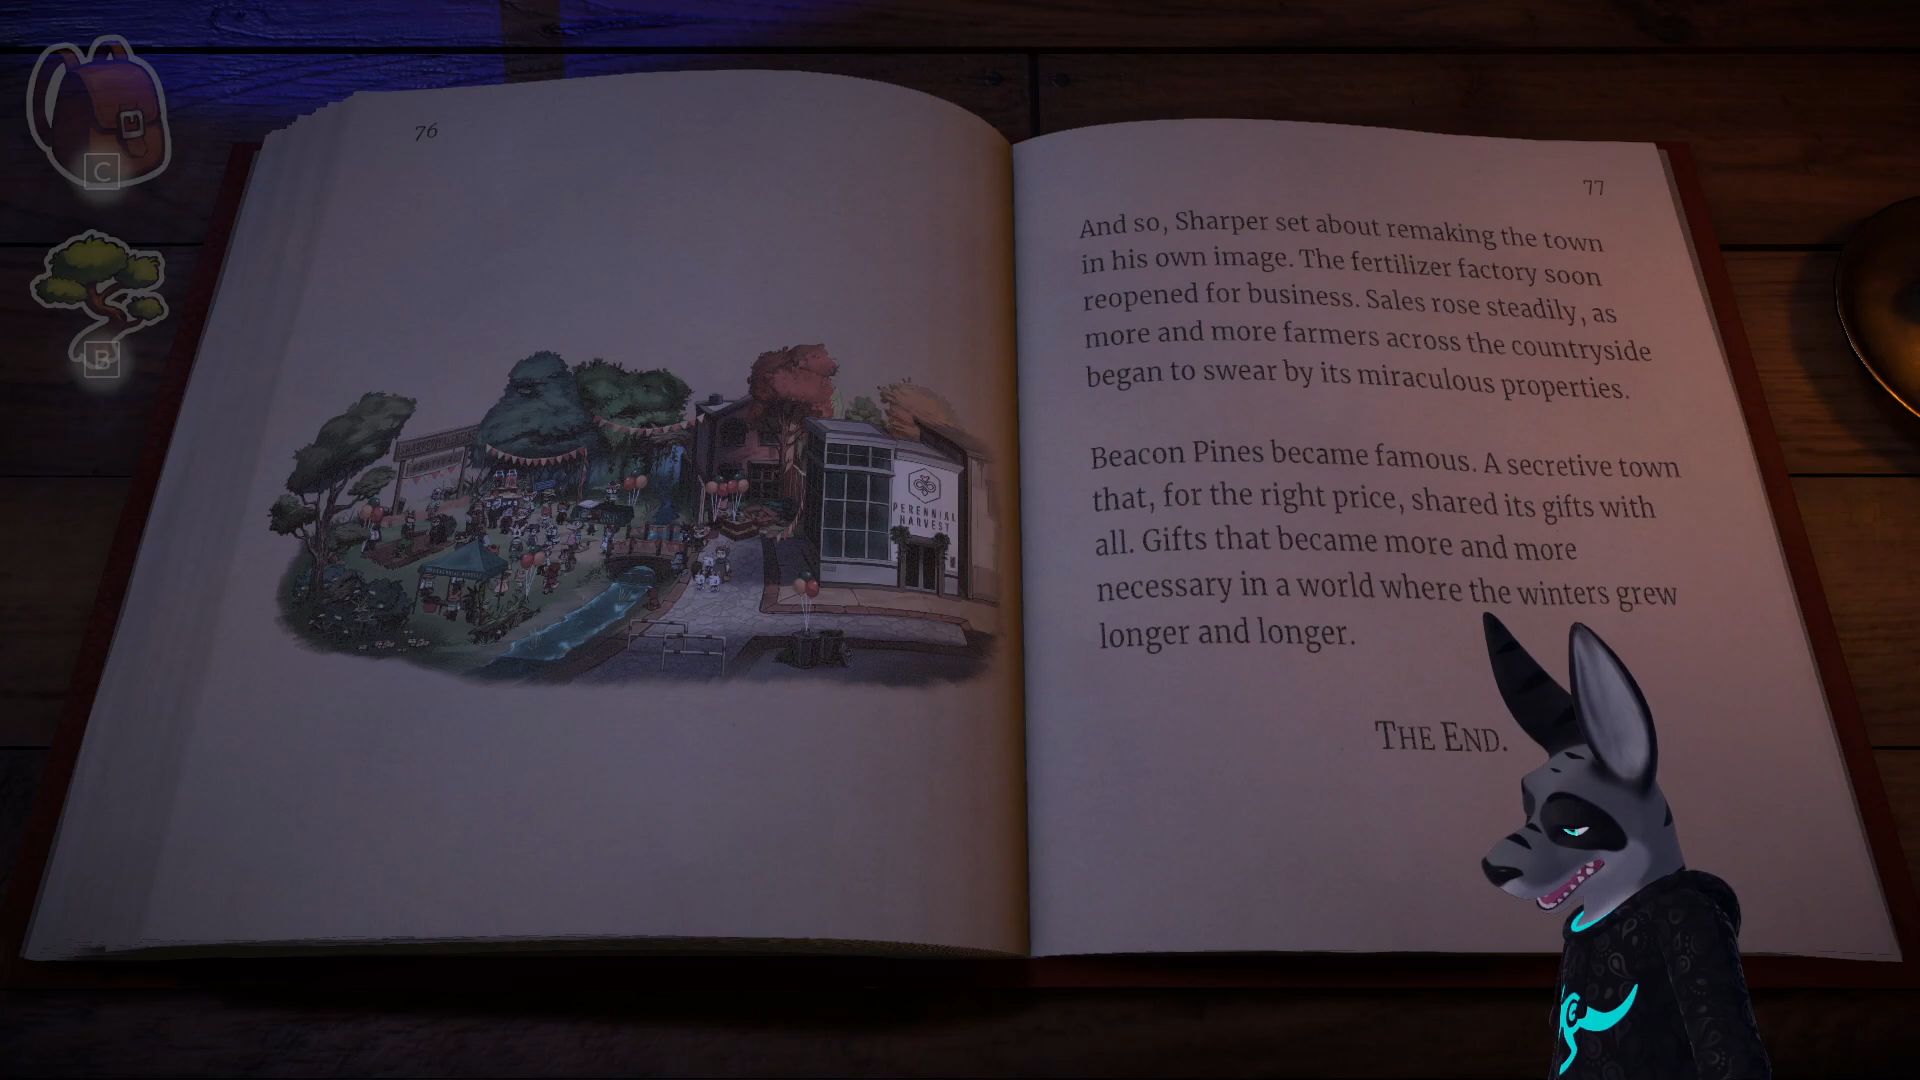 C
B
76
PERENNIAL
HARVEST
77
And so, Sharper set about remaking the town
in his own image. The fertilizer factory soon
reopened for business. Sales rose steadily, as
more and more farmers across the countryside
began to swear by its miraculous properties.
Beacon Pines became famous. A secretive town
that, for the right price, shared its gifts with
all. Gifts that became more and more
necessary in a world where the winters grew
longer and longer.
THE END.